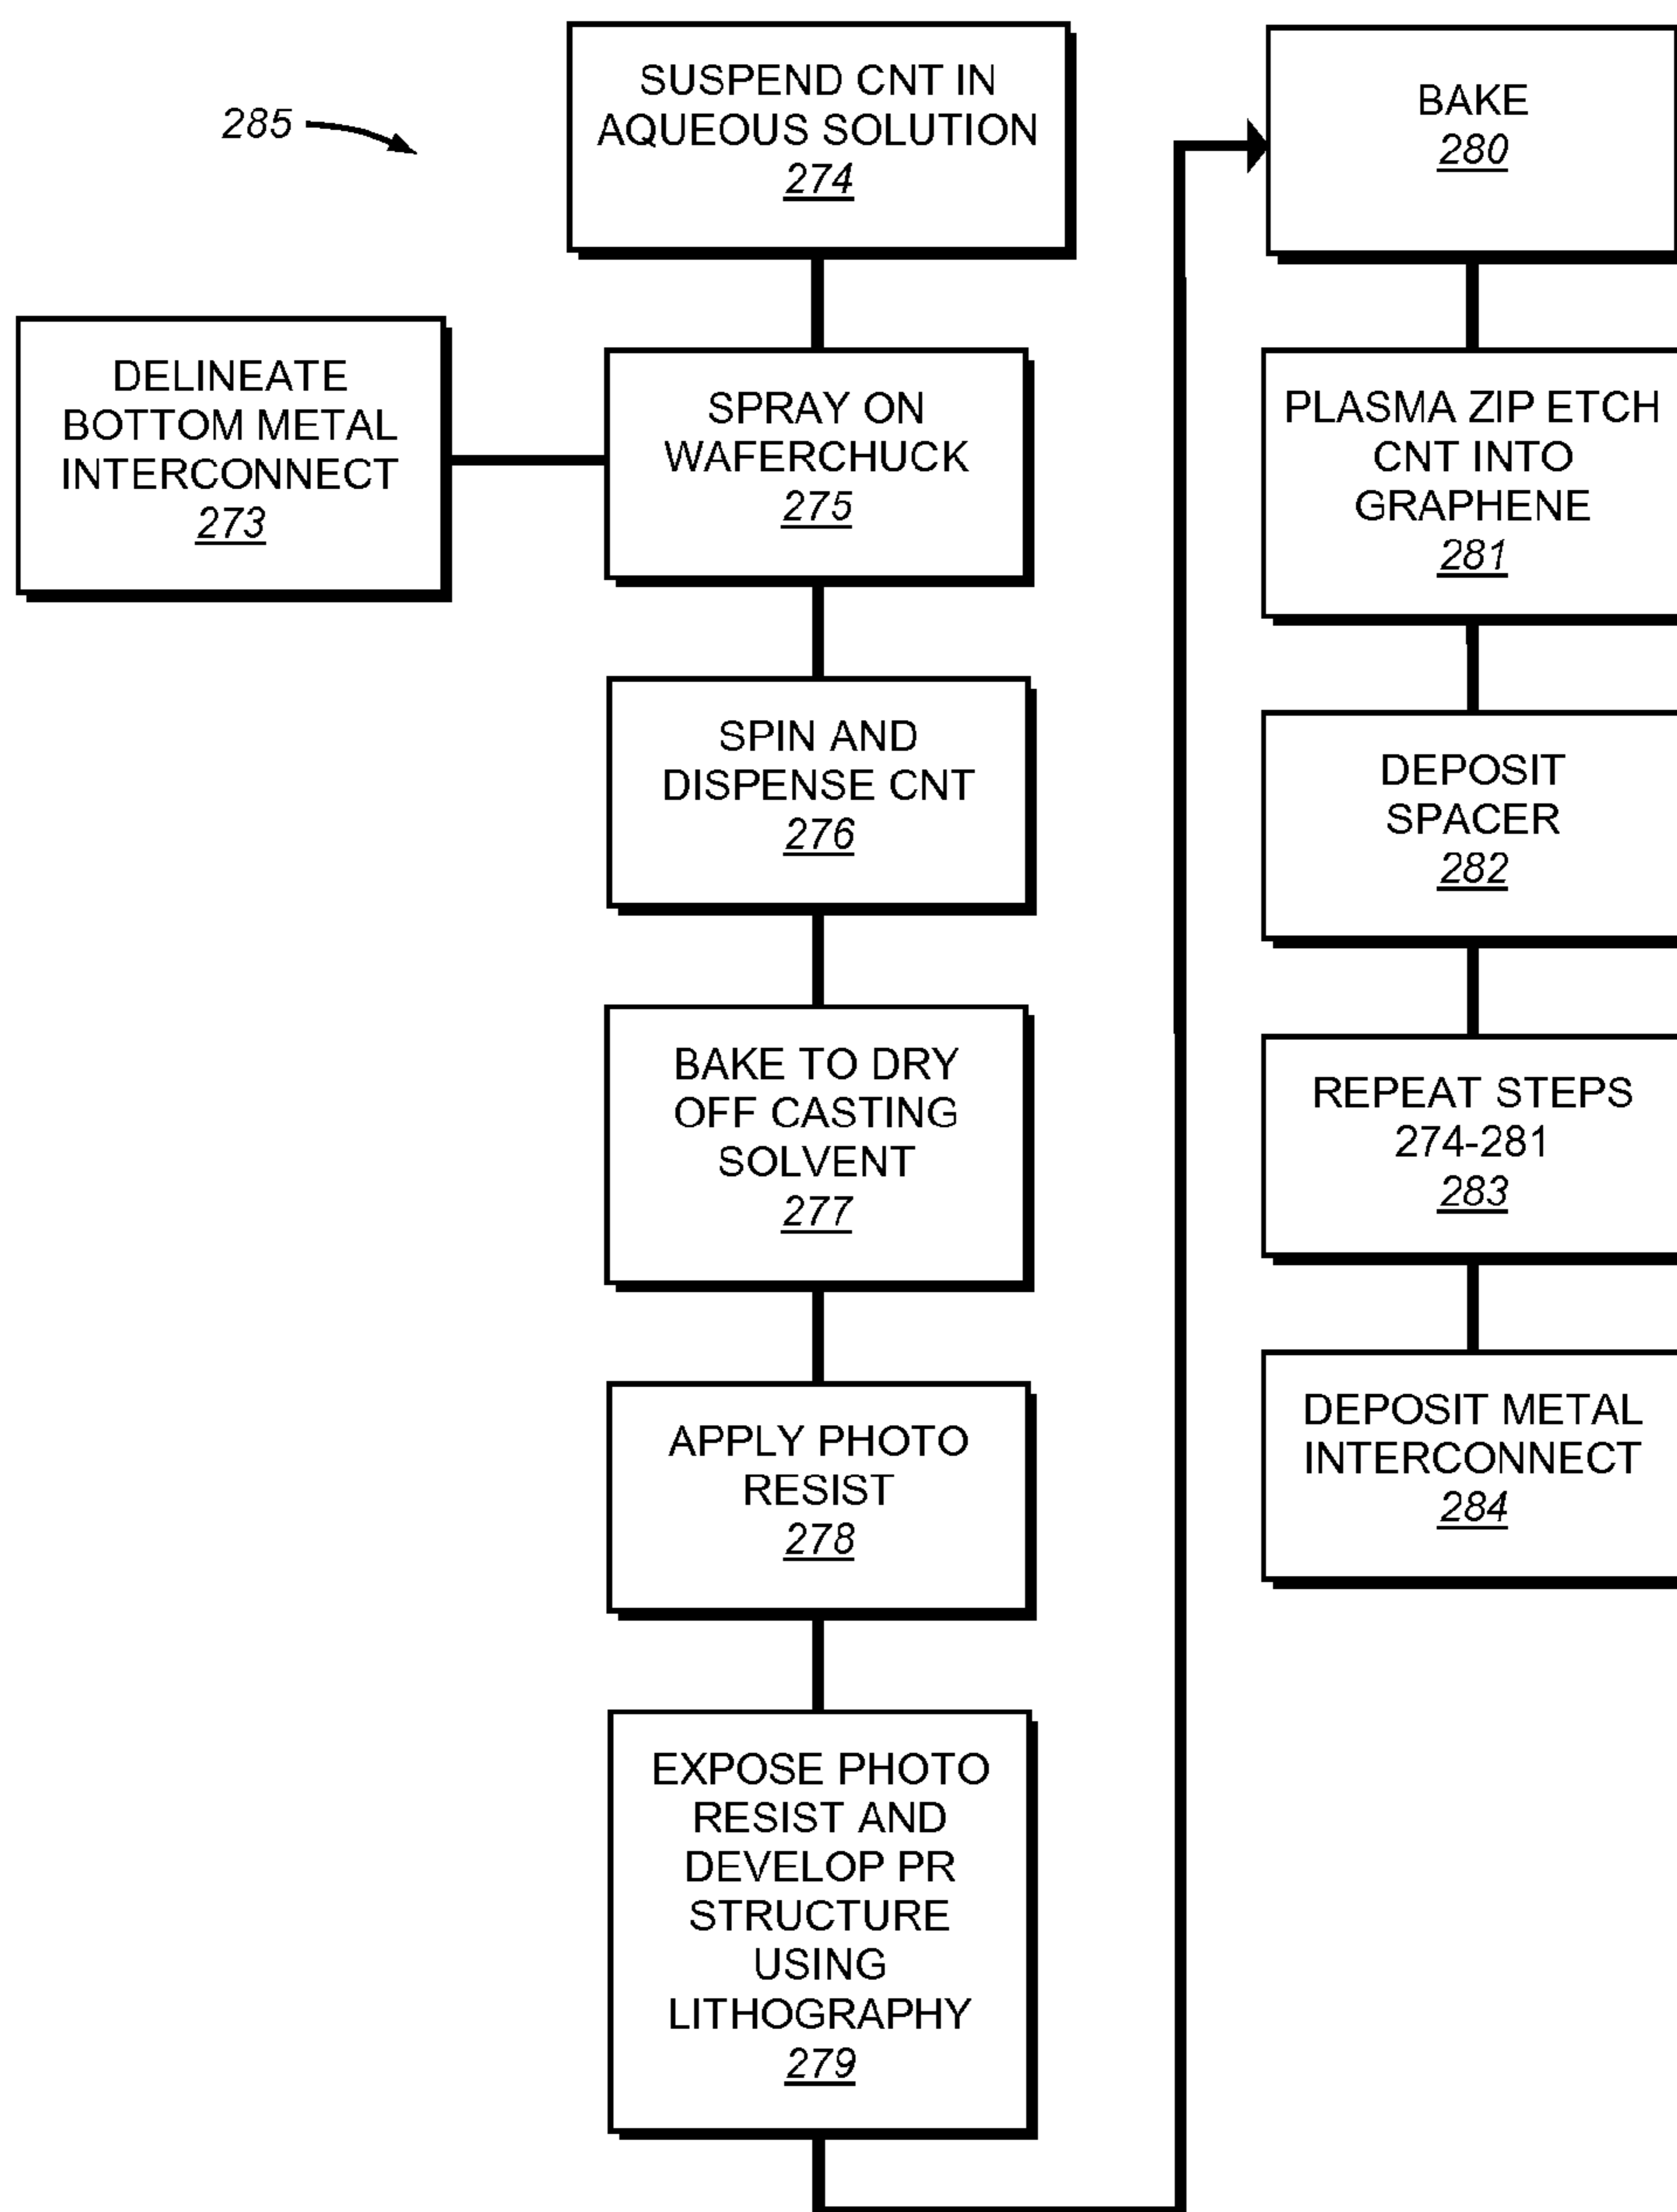 285
SUSPEND CNT IN
AQUEOUS SOLUTION
274
DELINEATE
BOTTOM METAL
INTERCONNECT
273
SPRAY ON
WAFERCHUCK
275
SPIN AND
DISPENSE CNT
276
BAKE TO DRY
OFF CASTING
SOLVENT
277
APPLY PHOTO
RESIST
278
EXPOSE PHOTO
RESIST AND
DEVELOP PR
STRUCTURE
USING
LITHOGRAPHY
279
BAKE
280
PLASMA ZIP ETCH
CNT INTO
GRAPHENE
281
DEPOSIT
SPACER
282
REPEAT STEPS
274-281
283
DEPOSIT METAL
INTERCONNECT
284